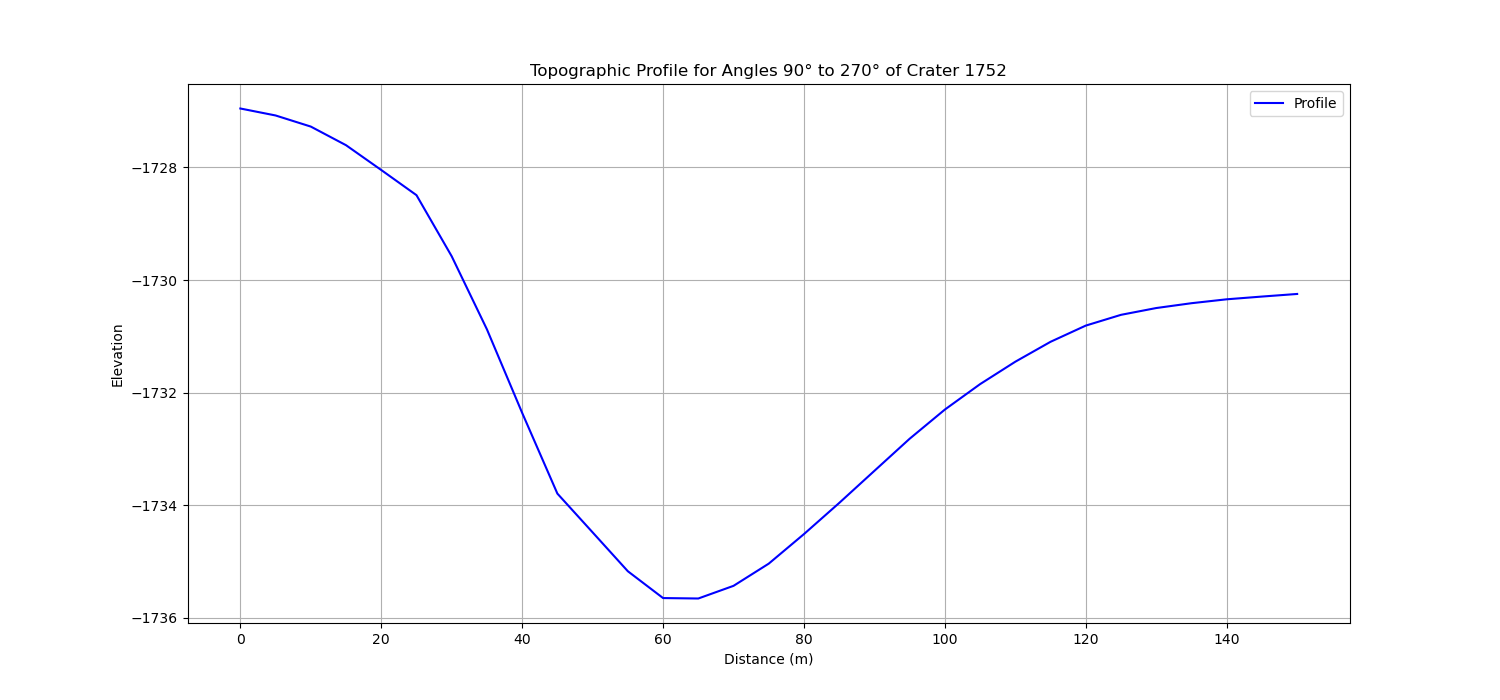 Topographic Profile for Angles 90° to 270° of Crater 1752
Profile
−1728
−1730
−1732
−1734
−1736
Elevation
0 20 40 60 80 100 120 140
Distance (m)